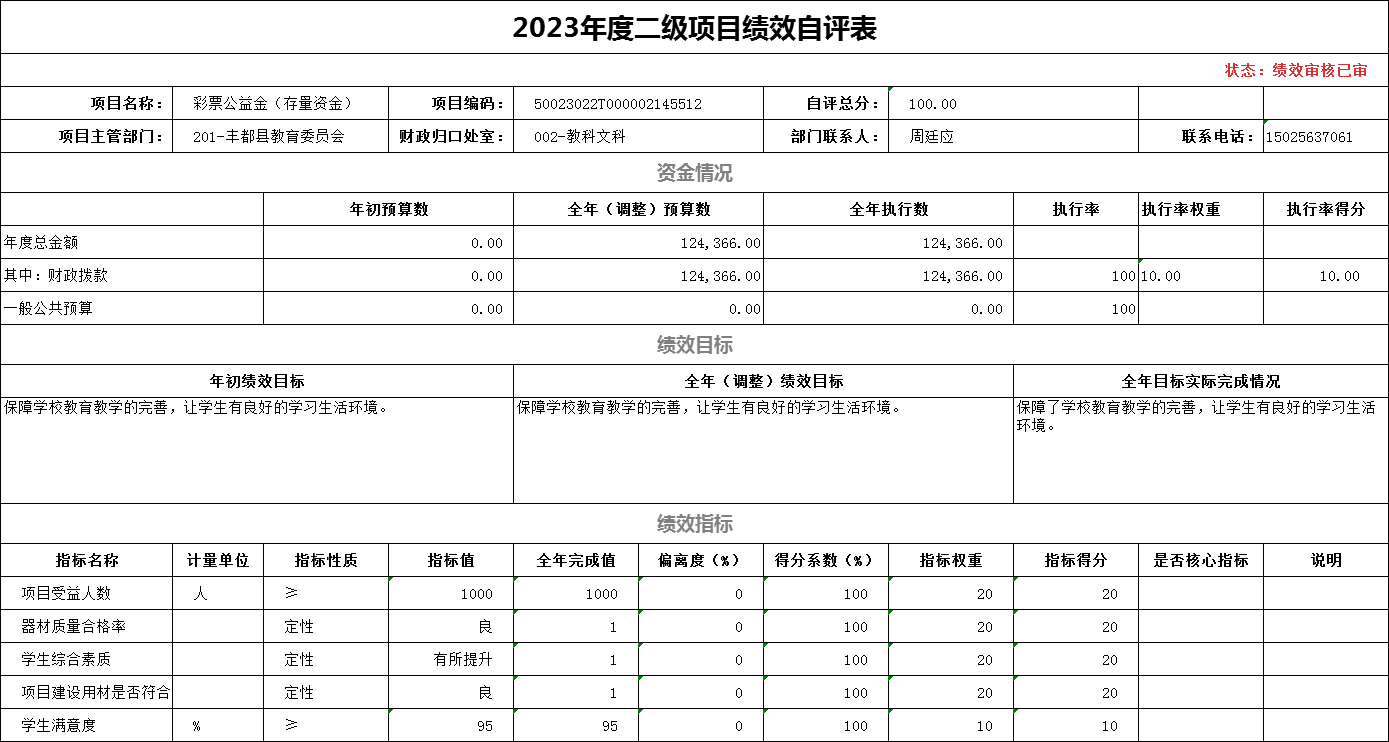 2023年度二级项目绩效自评表
状态：绩效审核已审
项目名称： 彩票公益金（存量资金） 项目编码： 50023022T000002145512 自评总分： 100.00
项目主管部门： 201-丰都县教育委员会 财政归口处室： 002-教科文科 部门联系人： 周廷应 联系电话： 15025637061
资金情况
年初预算数 全年（调整）预算数 全年执行数 执行率 执行率权重 执行率得分
年度总金额 0.00 124,366.00 124,366.00
其中：财政拨款 0.00 124,366.00 124,366.00 100 10.00 10.00
一般公共预算 0.00 0.00 0.00 100
绩效目标
年初绩效目标 全年（调整）绩效目标 全年目标实际完成情况
保障学校教育教学的完善，让学生有良好的学习生活环境。 保障学校教育教学的完善，让学生有良好的学习生活环境。 保障了学校教育教学的完善，让学生有良好的学习生活
环境。
绩效指标
指标名称 计量单位 指标性质 指标值 全年完成值 偏离度（%） 得分系数（%） 指标权重 指标得分 是否核心指标 说明
项目受益人数 人 ≥ 1000 1000 0 100 20 20
器材质量合格率 定性 良 1 0 100 20 20
学生综合素质 定性 有所提升 1 0 100 20 20
项目建设用材是否符合 定性 良 1 0 100 20 20
学生满意度 % ≥ 95 95 0 100 10 10